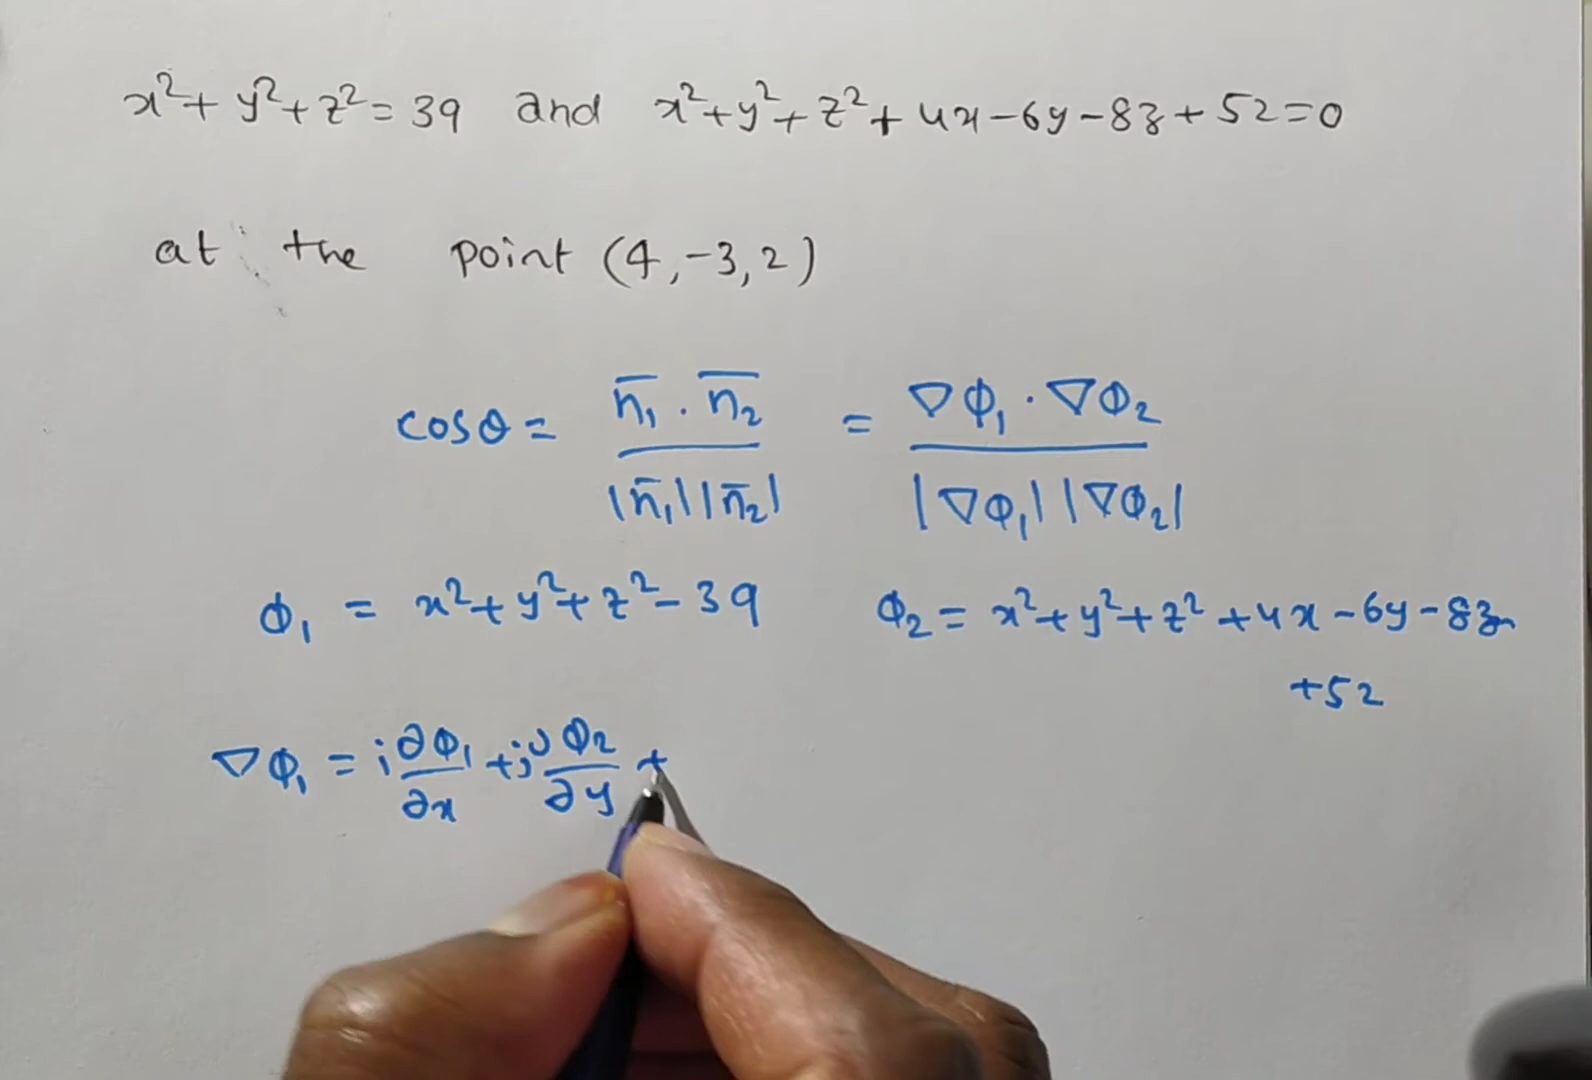 x²+ y²+z²= 39 and x²+y²+z²+4x-6y-8z+52=0
at the point (4,-3,2)
cosθ = n̄₁ . n̄₂ / |n̄₁||n̄₂| = ∇Φ₁ . ∇Φ₂ / |∇Φ₁||∇Φ₂|
Φ₁ = x²+y²+z²-39 Φ₂ = x²+y²+z²+4x-6y-8z
+52
∇Φ₁ = i ∂Φ₁/∂x + j ∂Φ₂/∂y +